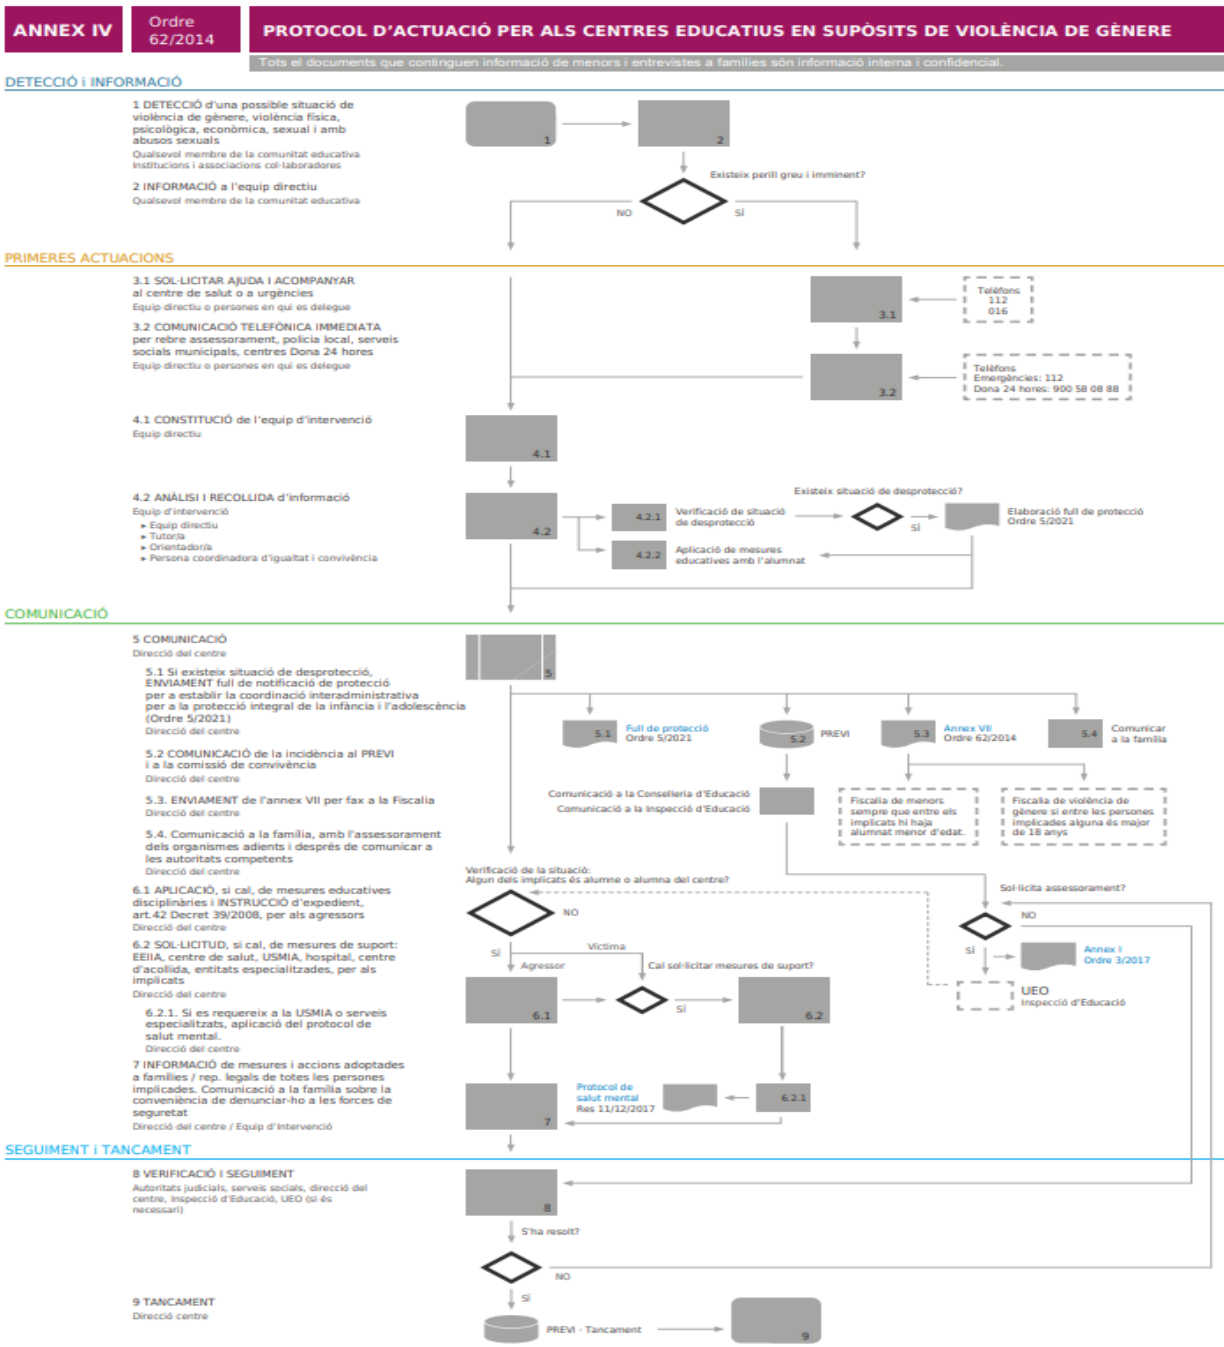 ANNEX IV
Ordre
62/2014
PROTOCOL D'ACTUACIÓ PER ALS CENTRES EDUCATIUS EN SUPÒSITS DE VIOLÈNCIA DE GÈNERE
Tots el documents que continguen informació de menors i entrevistes a famílies són informació interna i confidencial.
DETECCIÓ i INFORMACIÓ
1 DETECCIÓ d'una possible situació de
violència de gènere, violència física,
psicològica, econòmica, sexual i amb
abusos sexuals
Qualsevol membre de la comunitat educativa
Institucions i associacions col·laboradores
2 INFORMACIÓ a l'equip directiu
Qualsevol membre de la comunitat educativa
1
2
Existeix perill greu i imminent?
NO
SÍ
PRIMERES ACTUACIONS
3.1 SOL·LICITAR AJUDA I ACOMPANYAR
al centre de salut o a urgències
Equip directiu o persones en qui es delegue
3.2 COMUNICACIÓ TELEFÒNICA IMMEDIATA
per rebre assessorament, policia local, serveis
socials municipals, centres Dona 24 hores
Equip directiu o persones en qui es delegue
3.1
Telèfons
112
016
3.2
Telèfons
Emergències: 112
Dona 24 hores: 900 58 08 88
4.1 CONSTITUCIÓ de l'equip d'intervenció
Equip directiu
4.1
4.2 ANÀLISI I RECOLLIDA d'informació
Equip d'intervenció
▸ Equip directiu
▸ Tutor/a
▸ Orientador/a
▸ Persona coordinadora d'igualtat i convivència
4.2
4.2.1
Verificació de situació
de desprotecció
Existeix situació de desprotecció?
SÍ
Elaboració full de protecció
Ordre 5/2021
4.2.2
Aplicació de mesures
educatives amb l'alumnat
COMUNICACIÓ
5 COMUNICACIÓ
Direcció del centre
5.1 Si existeix situació de desprotecció,
ENVIAMENT full de notificació de protecció
per a establir la coordinació interadministrativa
per a la protecció integral de la infància i l'adolescència
(Ordre 5/2021)
Direcció del centre
5.2 COMUNICACIÓ de la incidència al PREVI
i a la comissió de convivència
Direcció del centre
5.3. ENVIAMENT de l'annex VII per fax a la Fiscalia
Direcció del centre
5.4. Comunicació a la família, amb l'assessorament
dels organismes adients i després de comunicar a
les autoritats competents
Direcció del centre
5
5.1
Full de protecció
Ordre 5/2021
5.2
PREVI
5.3
Annex VII
Ordre 62/2014
5.4
Comunicar
a la família
Comunicació a la Conselleria d'Educació
Comunicació a la Inspecció d'Educació
Fiscalia de menors
sempre que entre els
implicats hi haja
alumnat menor d'edat.
Fiscalia de violència de
gènere si entre les persones
implicades alguna és major
de 18 anys
6.1 APLICACIÓ, si cal, de mesures educatives
disciplinàries i INSTRUCCIÓ d'expedient,
art.42 Decret 39/2008, per als agressors
Direcció del centre
6.2 SOL·LICITUD, si cal, de mesures de suport:
EEIIA, centre de salut, USMIA, hospital, centre
d'acollida, entitats especialitzades, per als
implicats
Direcció del centre
6.2.1. Si es requereix a la USMIA o serveis
especialitzats, aplicació del protocol de
salut mental.
Direcció del centre
7 INFORMACIÓ de mesures i accions adoptades
a famílies / rep. legals de totes les persones
implicades. Comunicació a la família sobre la
conveniència de denunciar-ho a les forces de
seguretat
Direcció del centre / Equip d'Intervenció
Verificació de la situació:
Algun dels implicats és alumne o alumna del centre?
NO
SÍ
Víctima
Agressor
Cal sol·licitar mesures de suport?
6.1
SÍ
6.2
Sol·licita assessorament?
NO
SÍ
Annex I
Ordre 3/2017
UEO
Inspecció d'Educació
7
Protocol de
salut mental
Res 11/12/2017
6.2.1
SEGUIMENT i TANCAMENT
8 VERIFICACIÓ I SEGUIMENT
Autoritats judicials, serveis socials, direcció del
centre, Inspecció d'Educació, UEO (si és
necessari)
8
S'ha resolt?
NO
SÍ
9 TANCAMENT
Direcció centre
PREVI - Tancament
9